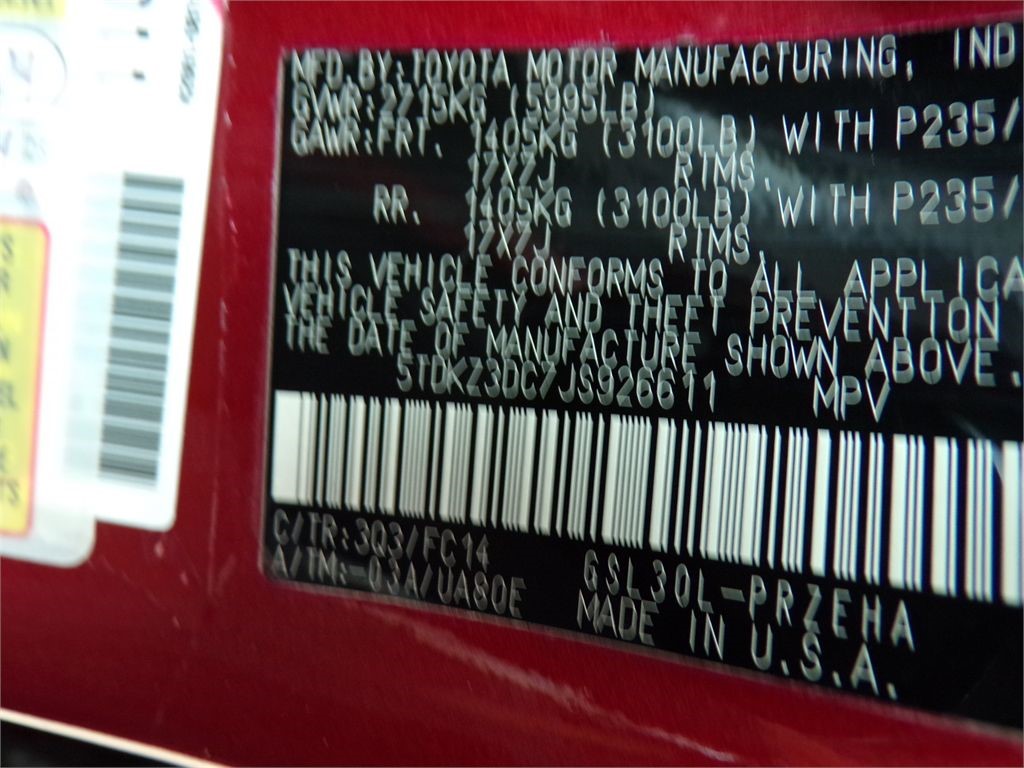 MFD.BY:TOYOTA MOTOR MANUFACTURING, IND
GVWR:2715KG (5995LB)
GAWR:FRT. 1405KG (3100LB) WITH P235/
17X7J RIMS,
RR. 1405KG (3100LB) WITH P235/
17X7J RIMS,
THIS VEHICLE CONFORMS TO ALL APPLICA
VEHICLE SAFETY AND THEFT PREVENTION
THE DATE OF MANUFACTURE SHOWN ABOVE.
5TDKZ3DC7JS926611 MPV
C/TR:3Q3/FC14
A/TM:-03A/UA80E
GSL30L-PRZEHA
MADE IN U.S.A.